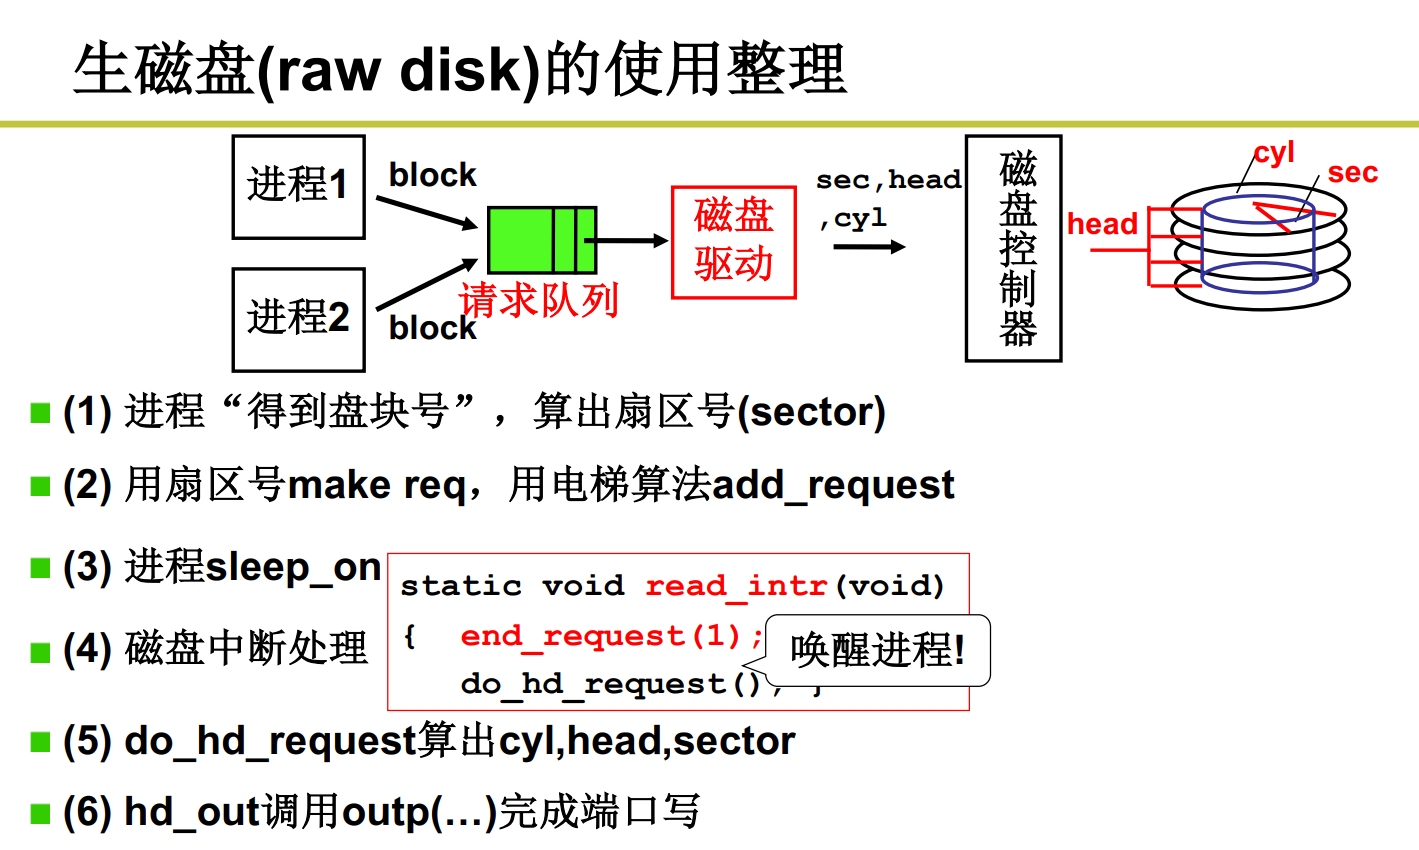 生磁盘(raw disk)的使用整理
进程1
block
进程2
block
请求队列
磁盘
驱动
sec,head
,cyl
磁盘控制器
head
cyl
sec
(1) 进程“得到盘块号”，算出扇区号(sector)
(2) 用扇区号make req，用电梯算法add_request
(3) 进程sleep_on
(4) 磁盘中断处理
static void read_intr(void)
{ end_request(1);
do_hd_request(); }
唤醒进程!
(5) do_hd_request算出cyl,head,sector
(6) hd_out调用outp(…)完成端口写